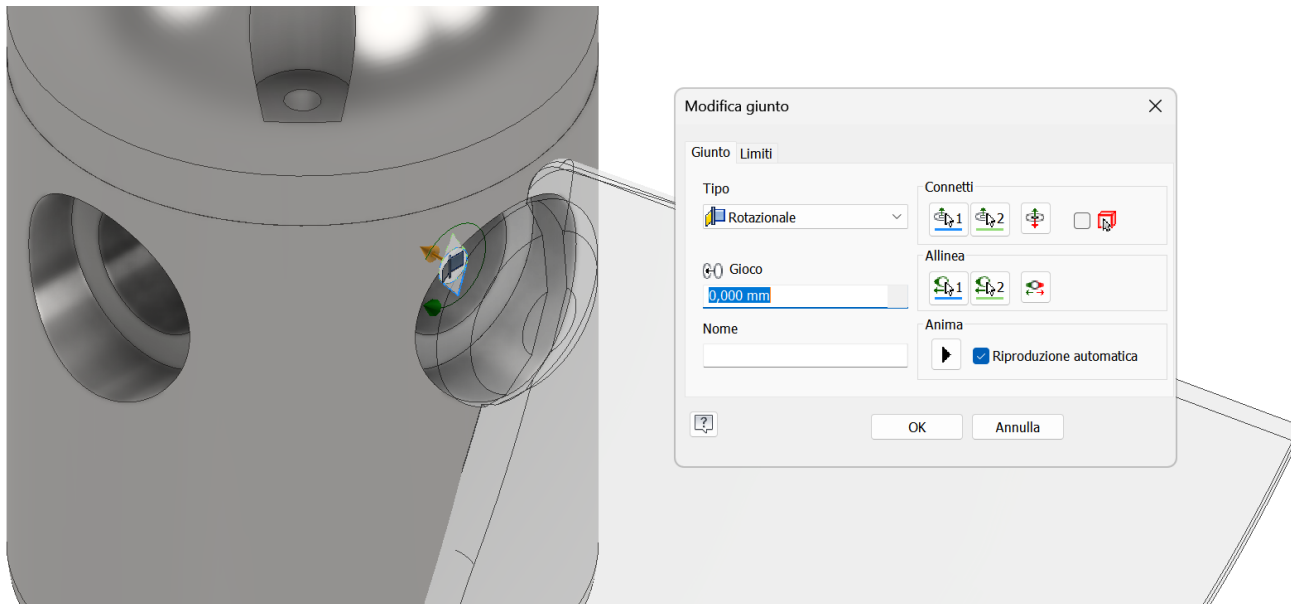 Modifica giunto
Giunto Limiti
Tipo
Rotazionale
Gioco
0,000 mm
Nome
Connetti
1 2
Allinea
1 2
Anima
Riproduzione automatica
?
OK Annulla